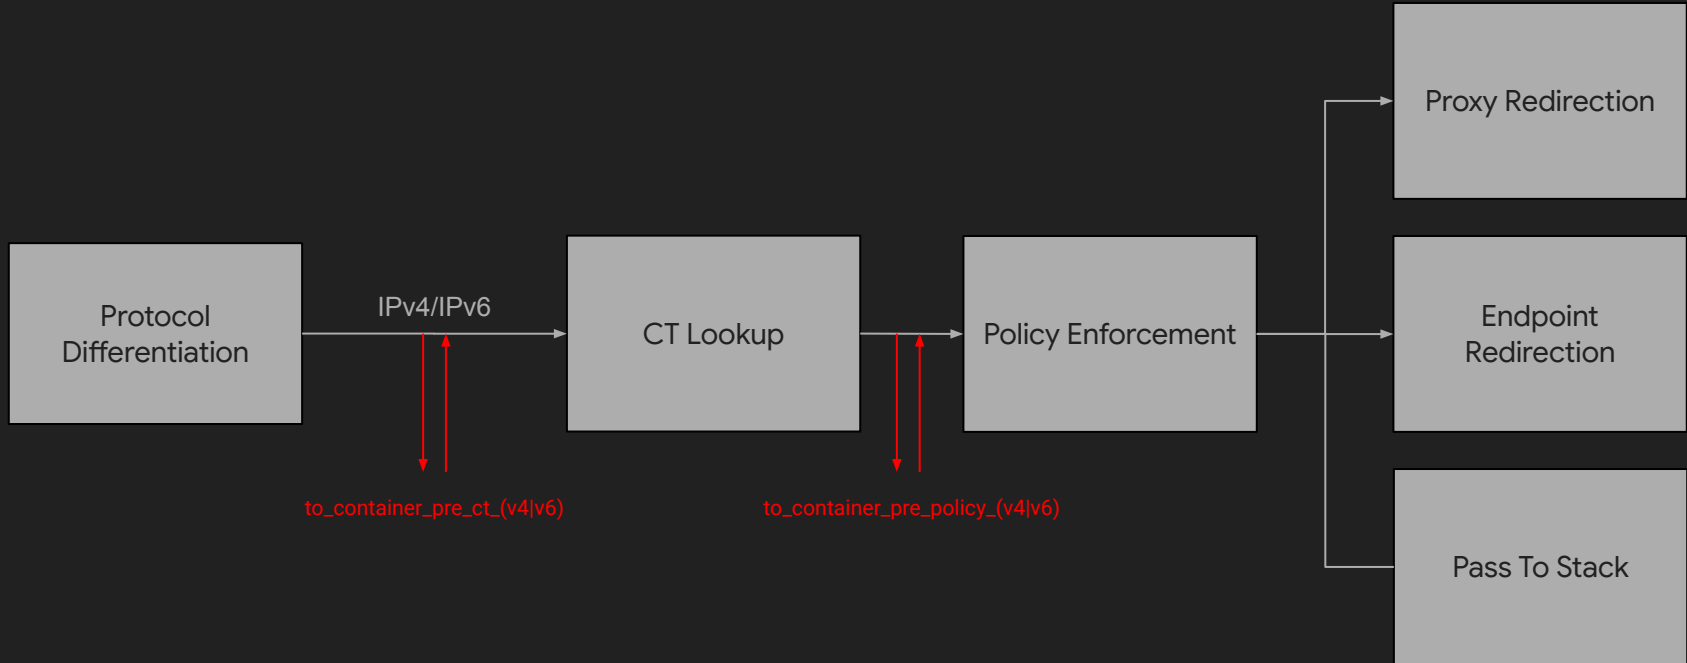 Proxy Redirection
Protocol
Differentiation
IPv4/IPv6
CT Lookup
Policy Enforcement
Endpoint
Redirection
to_container_pre_ct_(v4|v6)
to_container_pre_policy_(v4|v6)
Pass To Stack